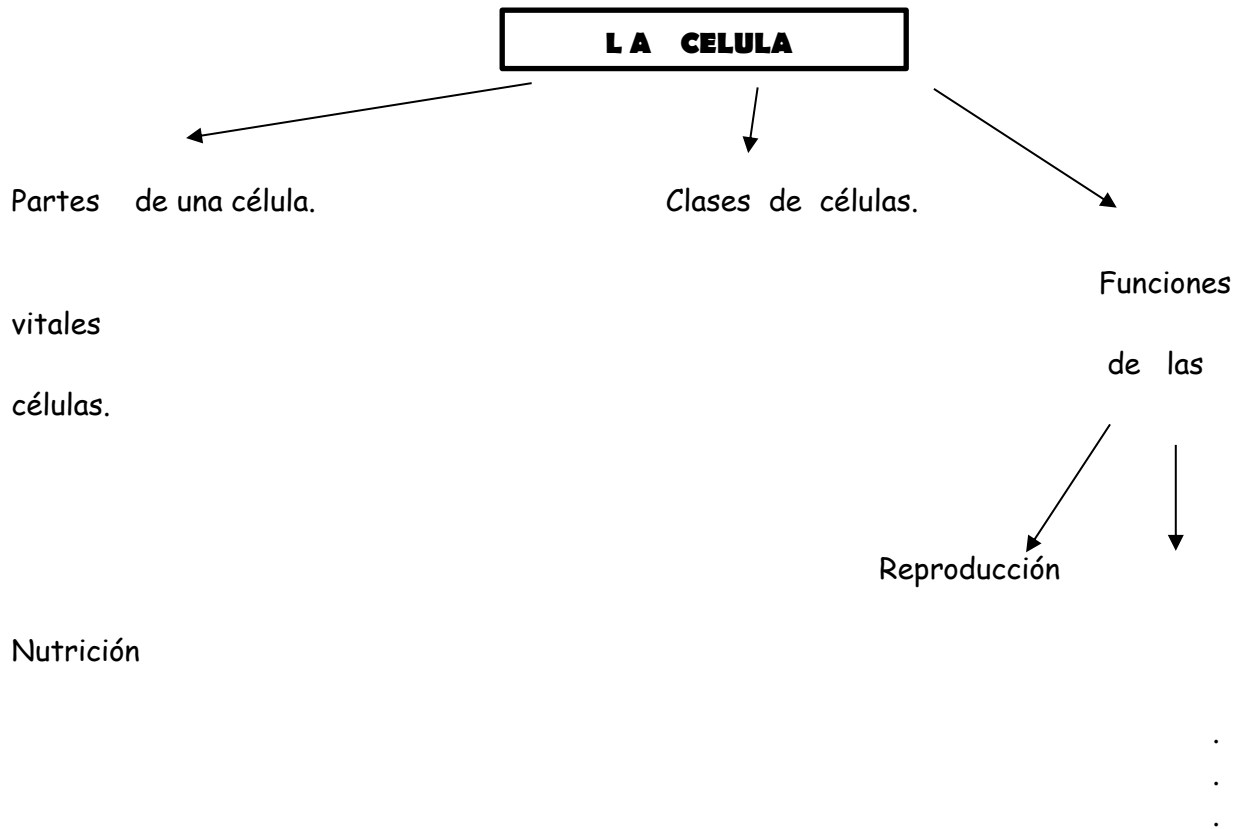 L A CELULA
Partes de una célula. Clases de células.
Funciones
vitales
de las
células.
Reproducción
Nutrición
.
.
.